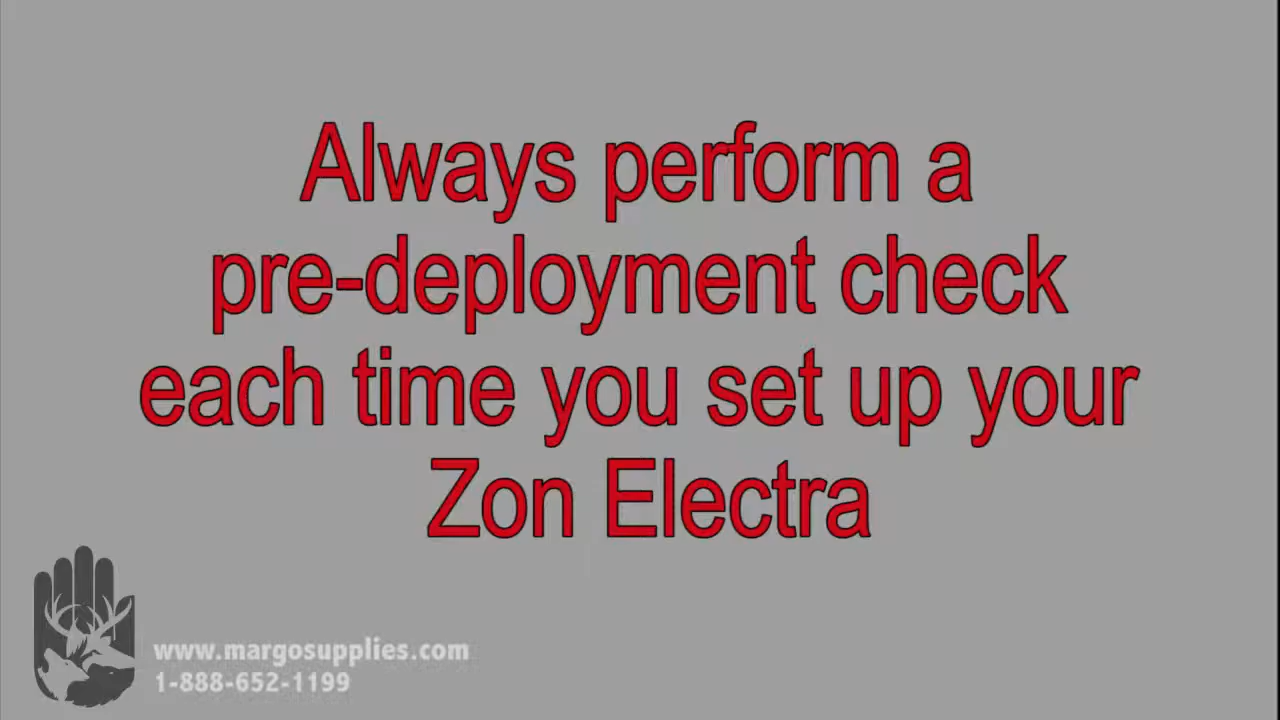 Always perform a
pre-deployment check
each time you set up your
Zon Electra
www.margosupplies.com
1-888-652-1199